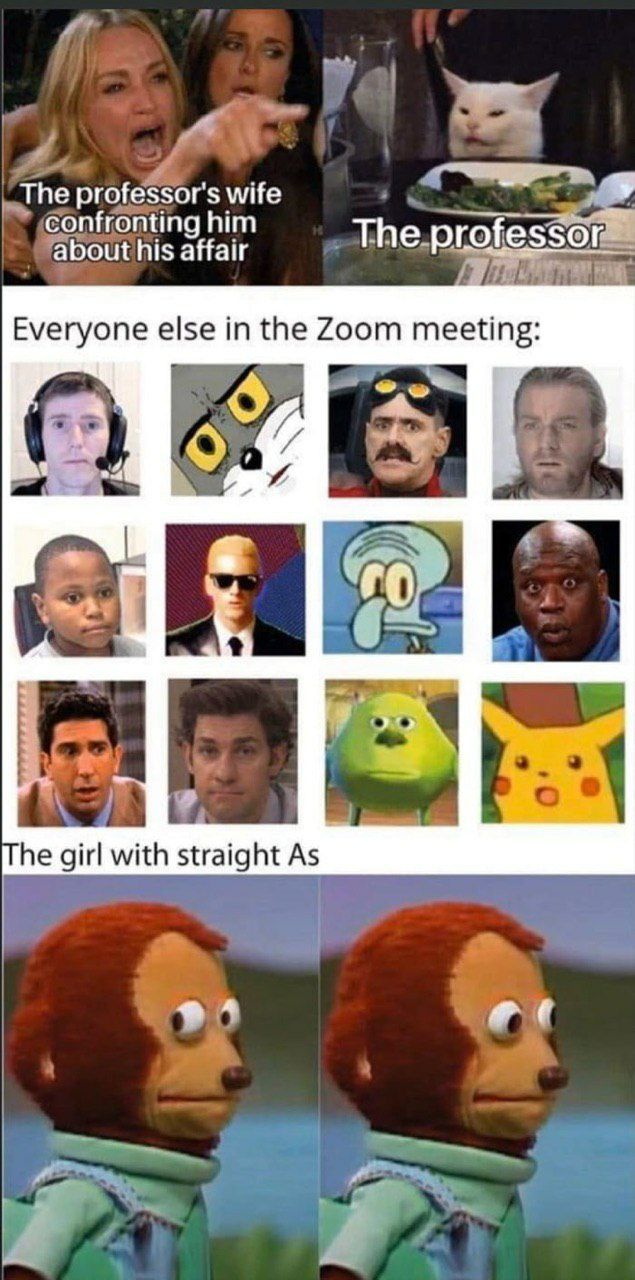 The professor's wife
confronting him
about his affair
The professor
Everyone else in the Zoom meeting:
The girl with straight As